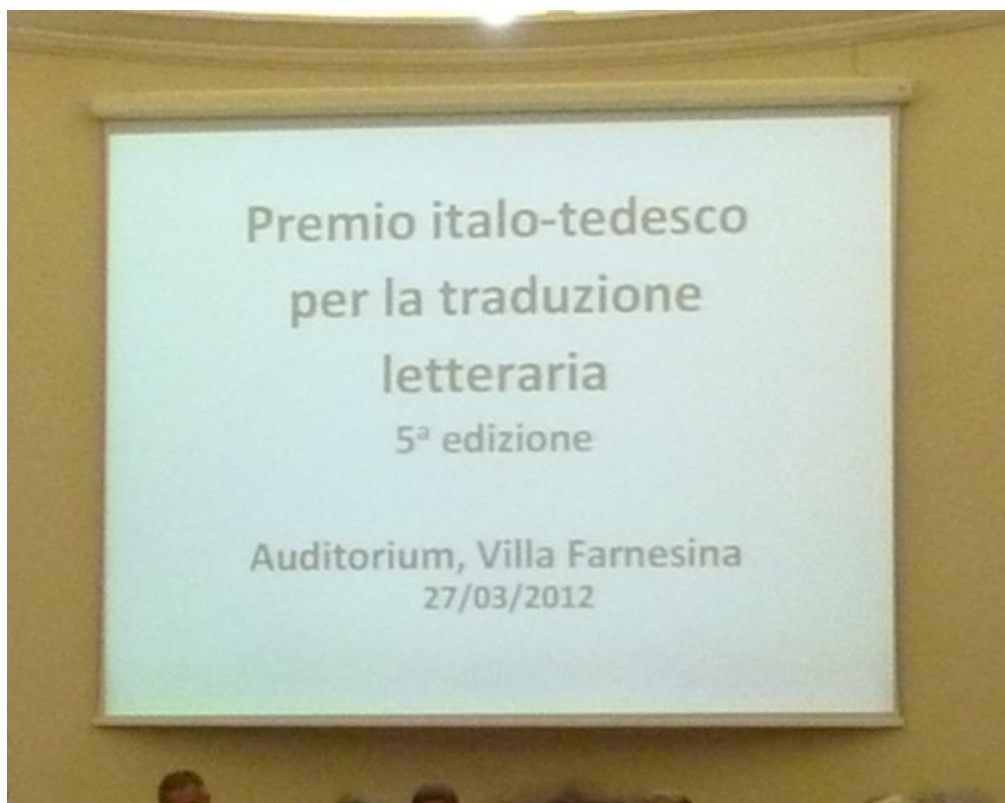 Premio italo-tedesco
per la traduzione
letteraria
5ª edizione
Auditorium, Villa Farnesina
27/03/2012